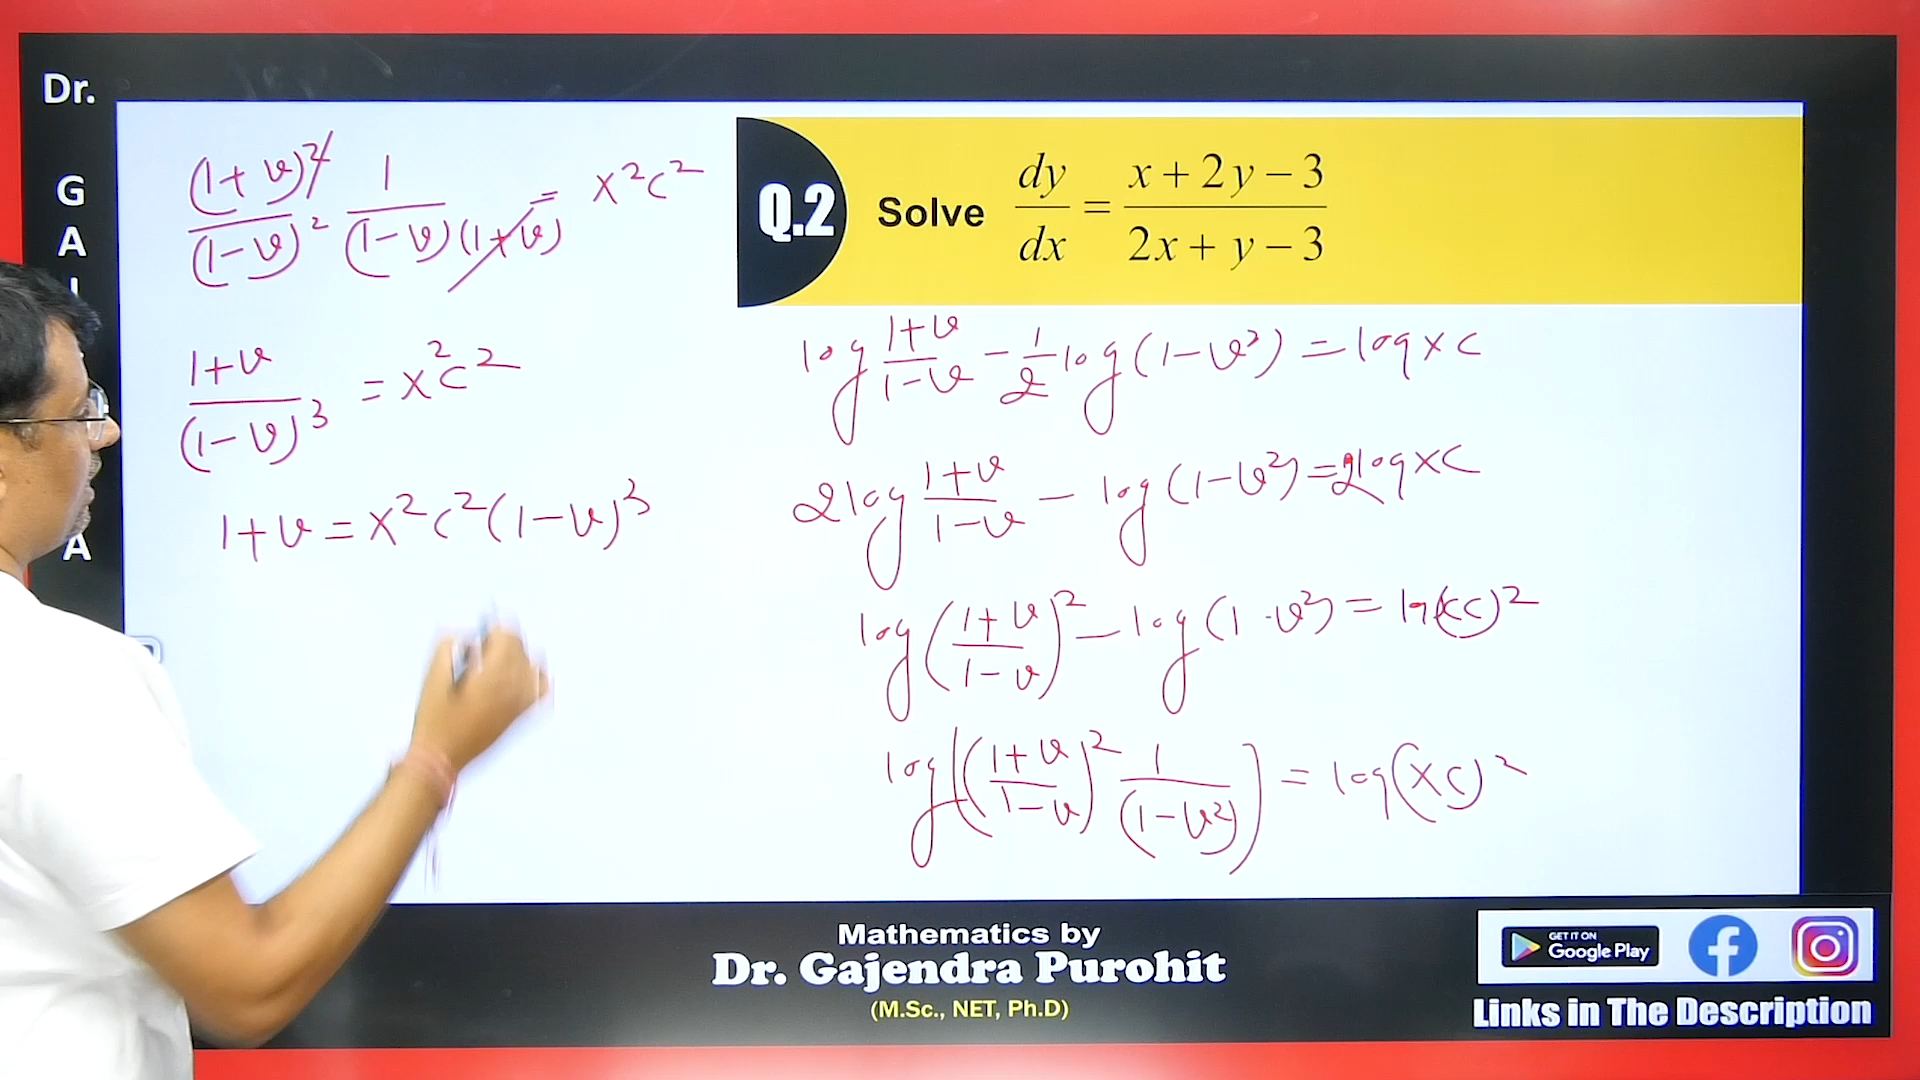 Dr.
G
A
A
(1+v)² / (1-v)² 1 / (1-v)(1+v) = x²c²
1+v / (1-v)³ = x²c²
1+v = x²c²(1-v)³
Q.2 Solve dy/dx = x+2y-3 / 2x+y-3
log 1+v / 1-v - 1/2 log(1-v²) = log xc
2 log 1+v / 1-v - log(1-v²) = 2 log xc
log (1+v / 1-v)² - log(1-v²) = log(xc)²
log((1+v / 1-v)² 1 / (1-v²)) = log(xc)²
Mathematics by
Dr. Gajendra Purohit
(M.Sc., NET, Ph.D)
GET IT ON
Google Play
Links in The Description